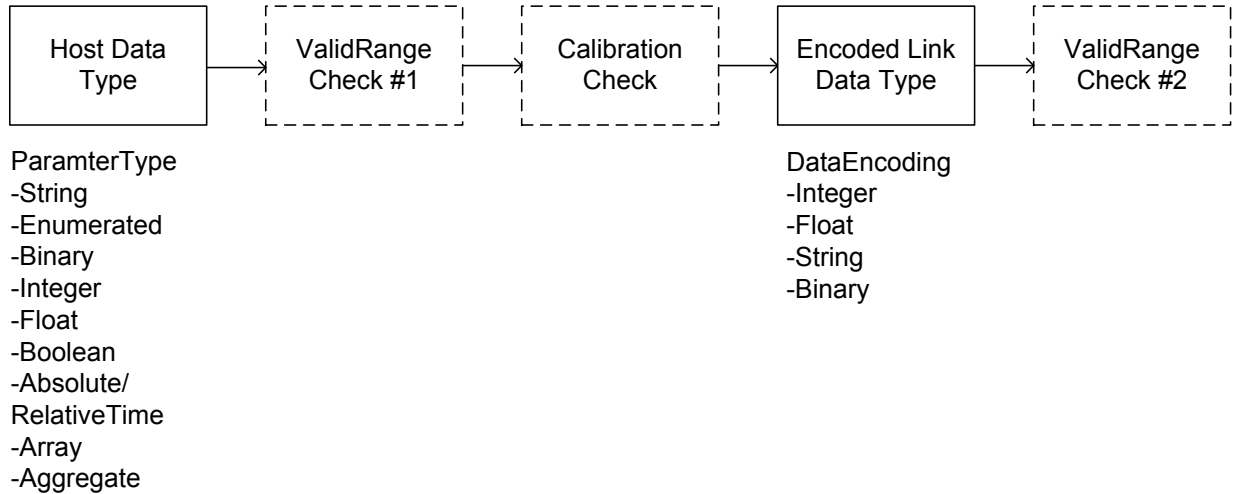 Host Data
Type
ValidRange
Check #1
Calibration
Check
Encoded Link
Data Type
ValidRange
Check #2
ParamterType
-String
-Enumerated
-Binary
-Integer
-Float
-Boolean
-Absolute/
RelativeTime
-Array
-Aggregate
DataEncoding
-Integer
-Float
-String
-Binary